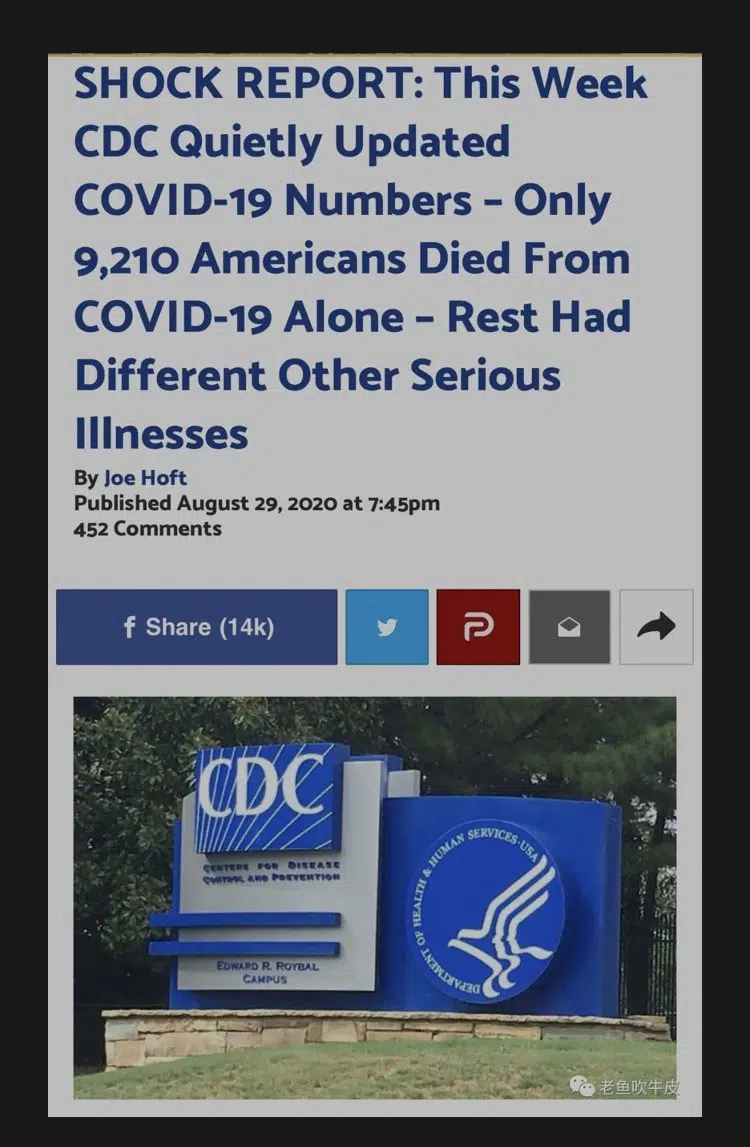 SHOCK REPORT: This Week
CDC Quietly Updated
COVID-19 Numbers – Only
9,210 Americans Died From
COVID-19 Alone – Rest Had
Different Other Serious
Illnesses
By Joe Hoft
Published August 29, 2020 at 7:45pm
452 Comments
f Share (14k)
CDC
CENTERS FOR DISEASE
CONTROL AND PREVENTION
EDWARD R. ROYBAL
CAMPUS
DEPARTMENT OF HEALTH & HUMAN SERVICES·USA
老鱼吹牛皮